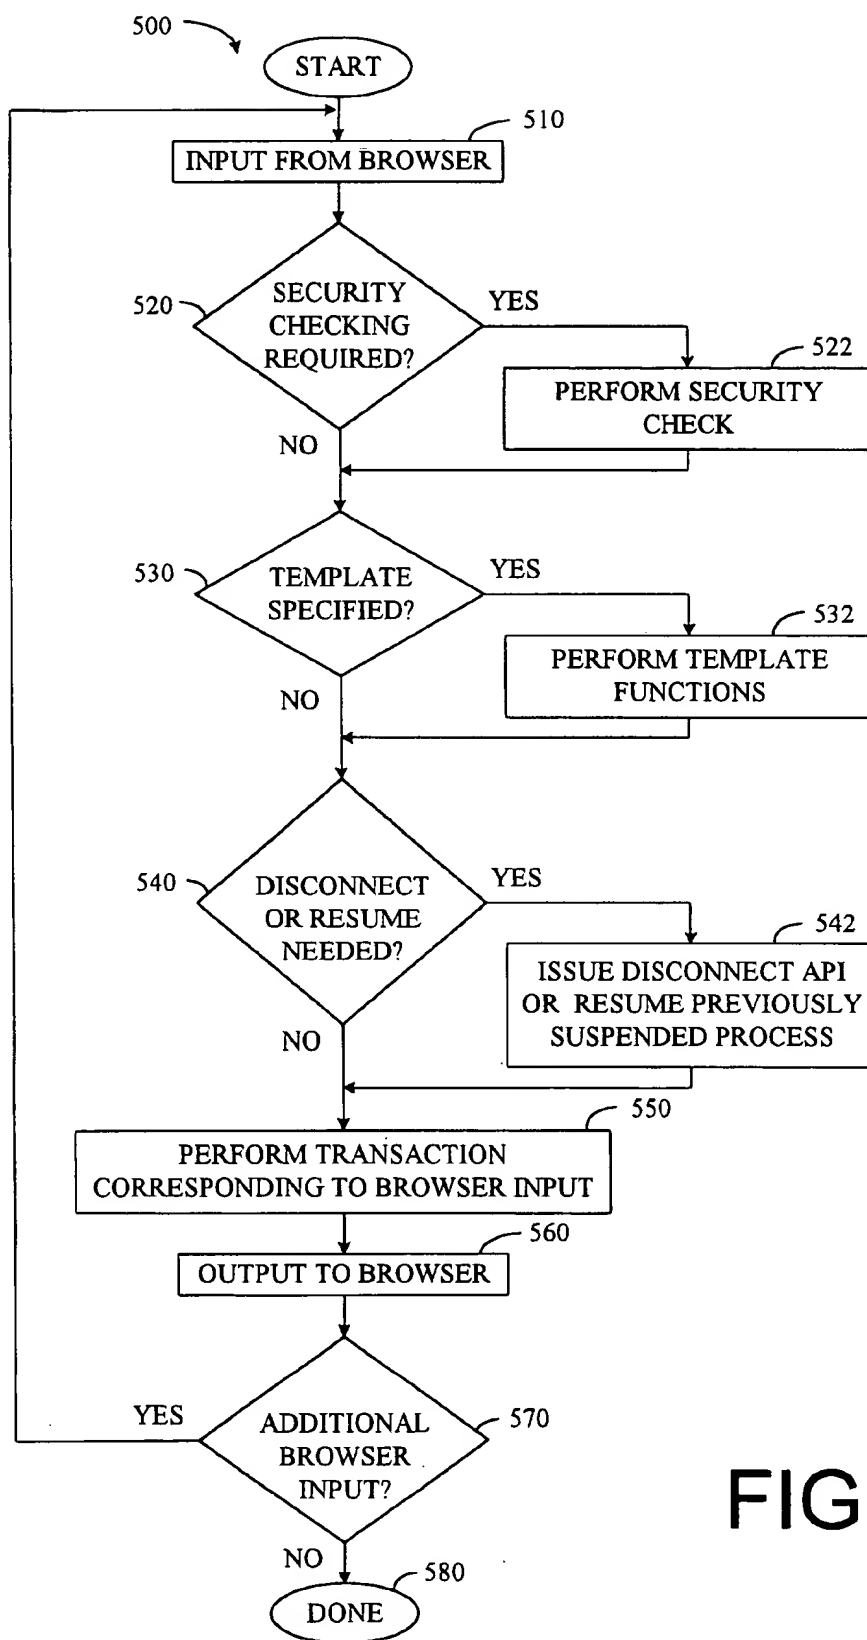 500
START
510
INPUT FROM BROWSER
520
SECURITY
CHECKING
REQUIRED?
YES
522
PERFORM SECURITY
CHECK
NO
530
TEMPLATE
SPECIFIED?
YES
532
PERFORM TEMPLATE
FUNCTIONS
NO
540
DISCONNECT
OR RESUME
NEEDED?
YES
542
ISSUE DISCONNECT API
OR RESUME PREVIOUSLY
SUSPENDED PROCESS
NO
550
PERFORM TRANSACTION
CORRESPONDING TO BROWSER INPUT
560
OUTPUT TO BROWSER
YES
570
ADDITIONAL
BROWSER
INPUT?
NO
580
DONE
FIG